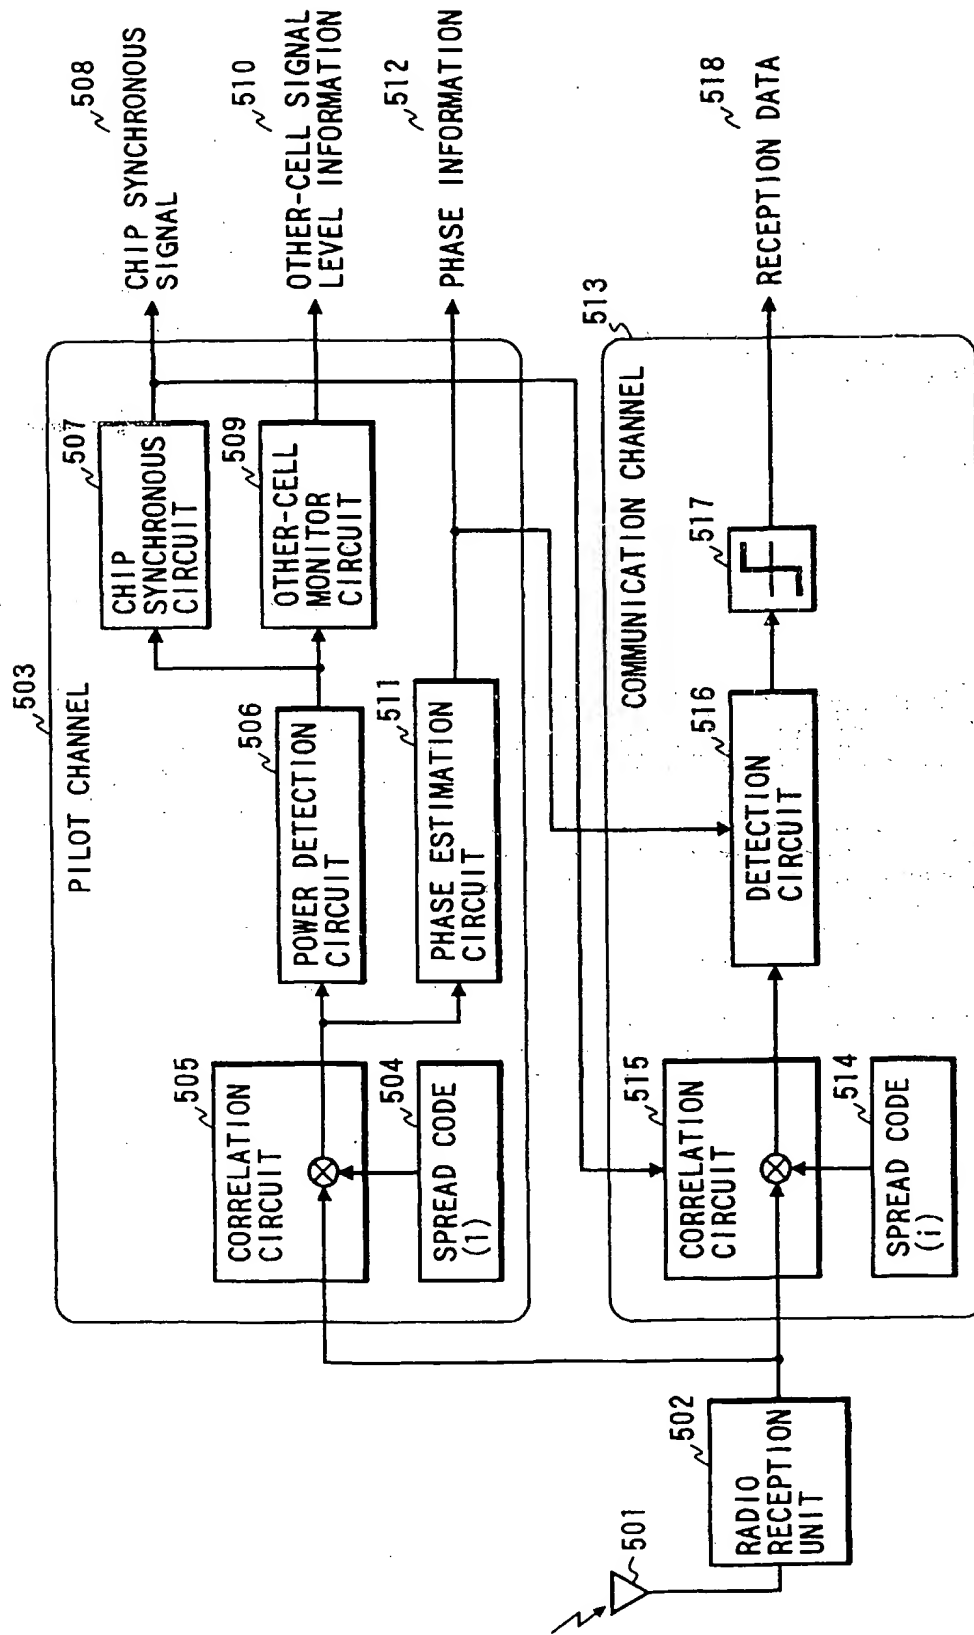 503
PILOT CHANNEL
505
CORRELATION
CIRCUIT
504
SPREAD CODE
(1)
506
POWER DETECTION
CIRCUIT
511
PHASE ESTIMATION
CIRCUIT
507
CHIP
SYNCHRONOUS
CIRCUIT
509
OTHER-CELL
MONITOR
CIRCUIT
508
CHIP SYNCHRONOUS
SIGNAL
510
OTHER-CELL SIGNAL
LEVEL INFORMATION
512
PHASE INFORMATION
501
502
RADIO
RECEPTION
UNIT
513
COMMUNICATION CHANNEL
515
CORRELATION
CIRCUIT
514
SPREAD CODE
(i)
516
DETECTION
CIRCUIT
517
518
RECEPTION DATA